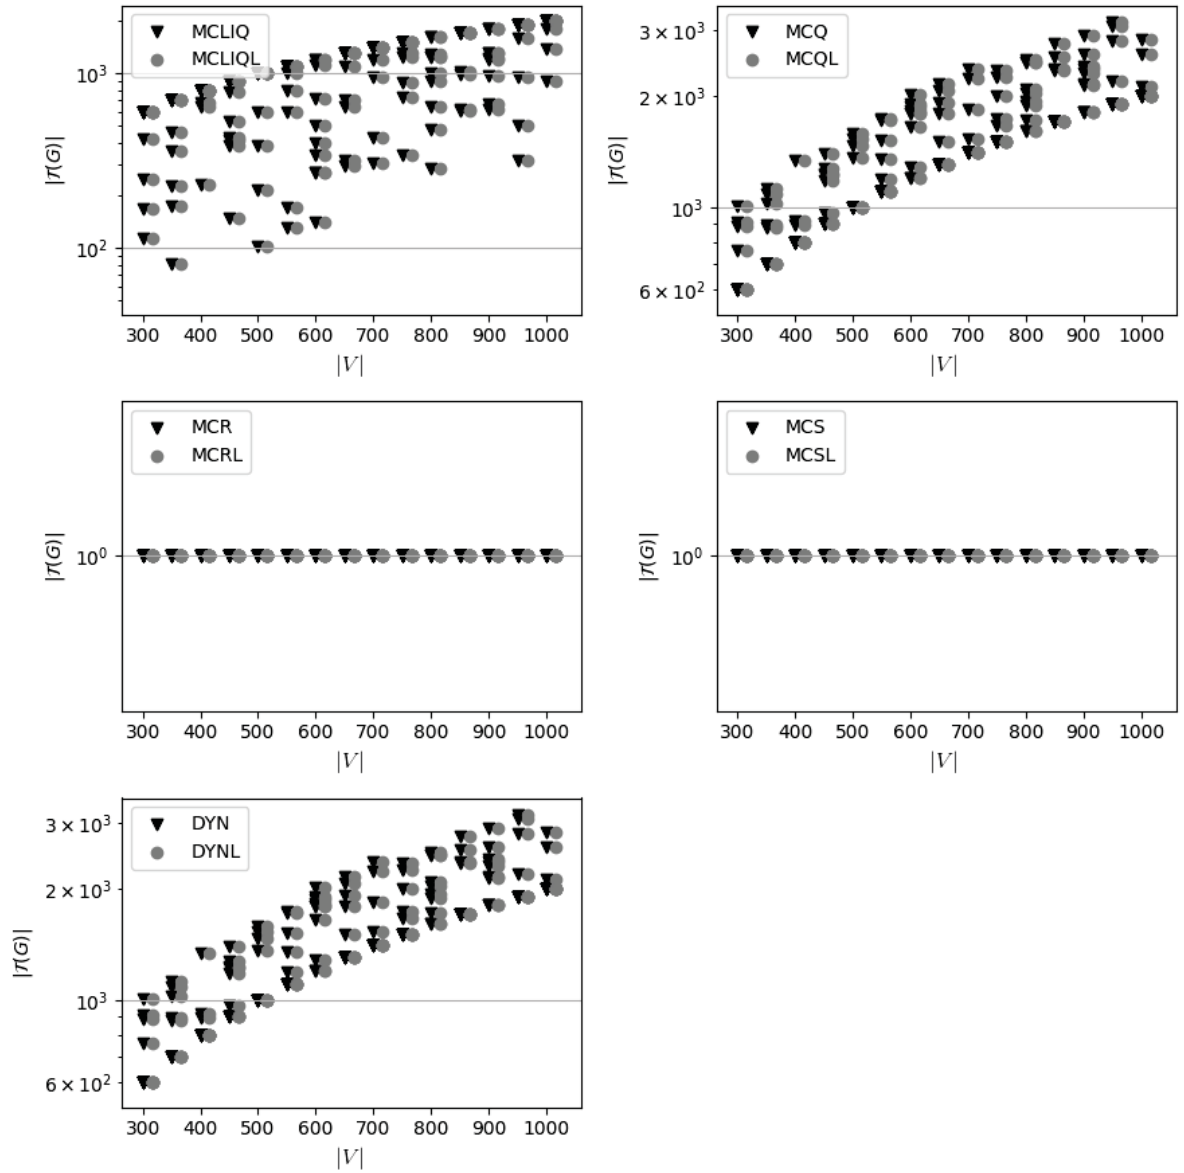 MCLIQ
MCLIQL
10³
10²
|𝒯(G)|
300 400 500 600 700 800 900 1000
|V|
MCQ
MCQL
3 × 10³
2 × 10³
10³
6 × 10²
|𝒯(G)|
300 400 500 600 700 800 900 1000
|V|
MCR
MCRL
10⁰
|𝒯(G)|
300 400 500 600 700 800 900 1000
|V|
MCS
MCSL
10⁰
|𝒯(G)|
300 400 500 600 700 800 900 1000
|V|
DYN
DYNL
3 × 10³
2 × 10³
10³
6 × 10²
|𝒯(G)|
300 400 500 600 700 800 900 1000
|V|